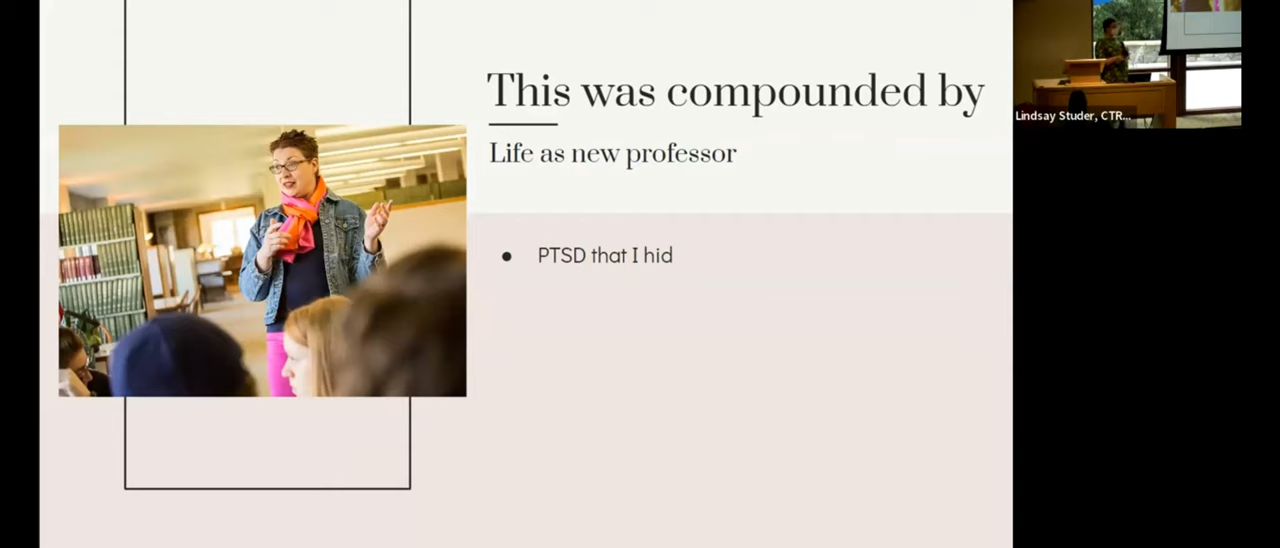 This was compounded by
Life as new professor
● PTSD that I hid
Lindsay Studer, CTR...